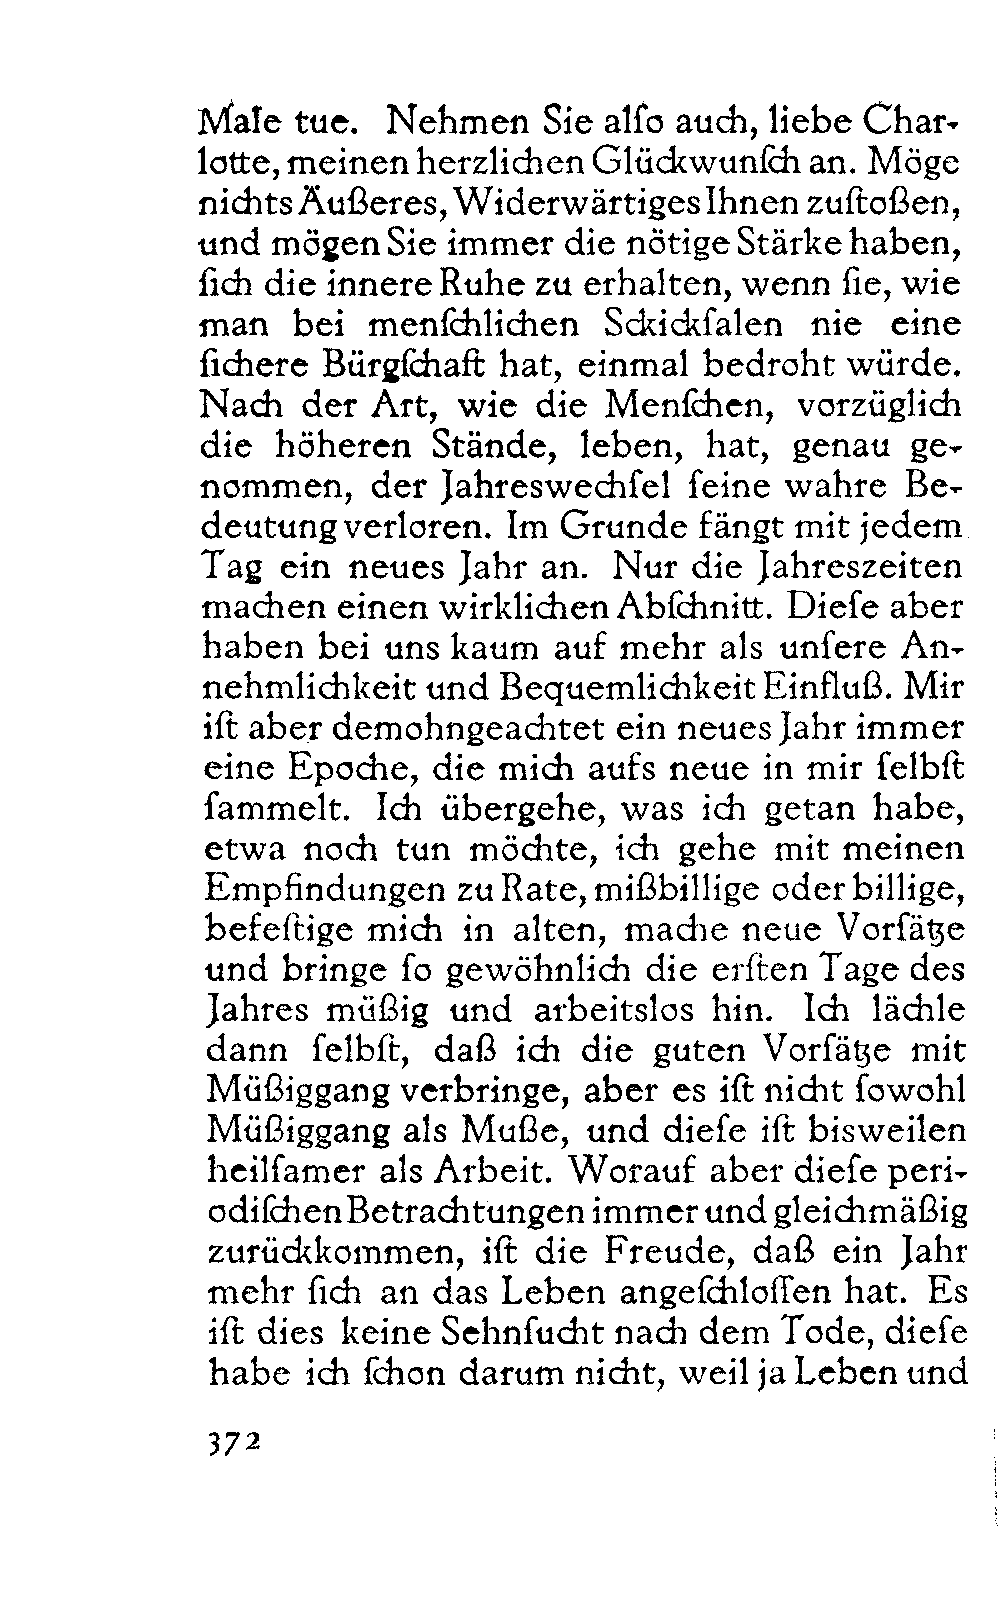 Male tue. Nehmen Sie alſo auch, liebe Char-
lotte, meinen herzlichen Glückwunſch an. Möge
nichts Äußeres, Widerwärtiges Ihnen zuſtoßen,
und mögen Sie immer die nötige Stärke haben,
ſich die innere Ruhe zu erhalten, wenn ſie, wie
man bei menſchlichen Sckickſalen nie eine
ſichere Bürgſchaft hat, einmal bedroht würde.
Nach der Art, wie die Menſchen, vorzüglich
die höheren Stände, leben, hat, genau ge-
nommen, der Jahreswechſel ſeine wahre Be-
deutung verloren. Im Grunde fängt mit jedem
Tag ein neues Jahr an. Nur die Jahreszeiten
machen einen wirklichen Abſchnitt. Dieſe aber
haben bei uns kaum auf mehr als unſere An-
nehmlichkeit und Bequemlichkeit Einfluß. Mir
iſt aber demohngeachtet ein neues Jahr immer
eine Epoche, die mich aufs neue in mir ſelbſt
ſammelt. Ich übergehe, was ich getan habe,
etwa noch tun möchte, ich gehe mit meinen
Empfindungen zu Rate, mißbillige oder billige,
befeſtige mich in alten, mache neue Vorſätze
und bringe ſo gewöhnlich die erſten Tage des
Jahres müßig und arbeitslos hin. Ich lächle
dann ſelbſt, daß ich die guten Vorſätze mit
Müßiggang verbringe, aber es iſt nicht ſowohl
Müßiggang als Muße, und dieſe iſt bisweilen
heilſamer als Arbeit. Worauf aber dieſe peri-
odiſchen Betrachtungen immer und gleichmäßig
zurückkommen, iſt die Freude, daß ein Jahr
mehr ſich an das Leben angeſchloſſen hat. Es
iſt dies keine Sehnſucht nach dem Tode, dieſe
habe ich ſchon darum nicht, weil ja Leben und
372